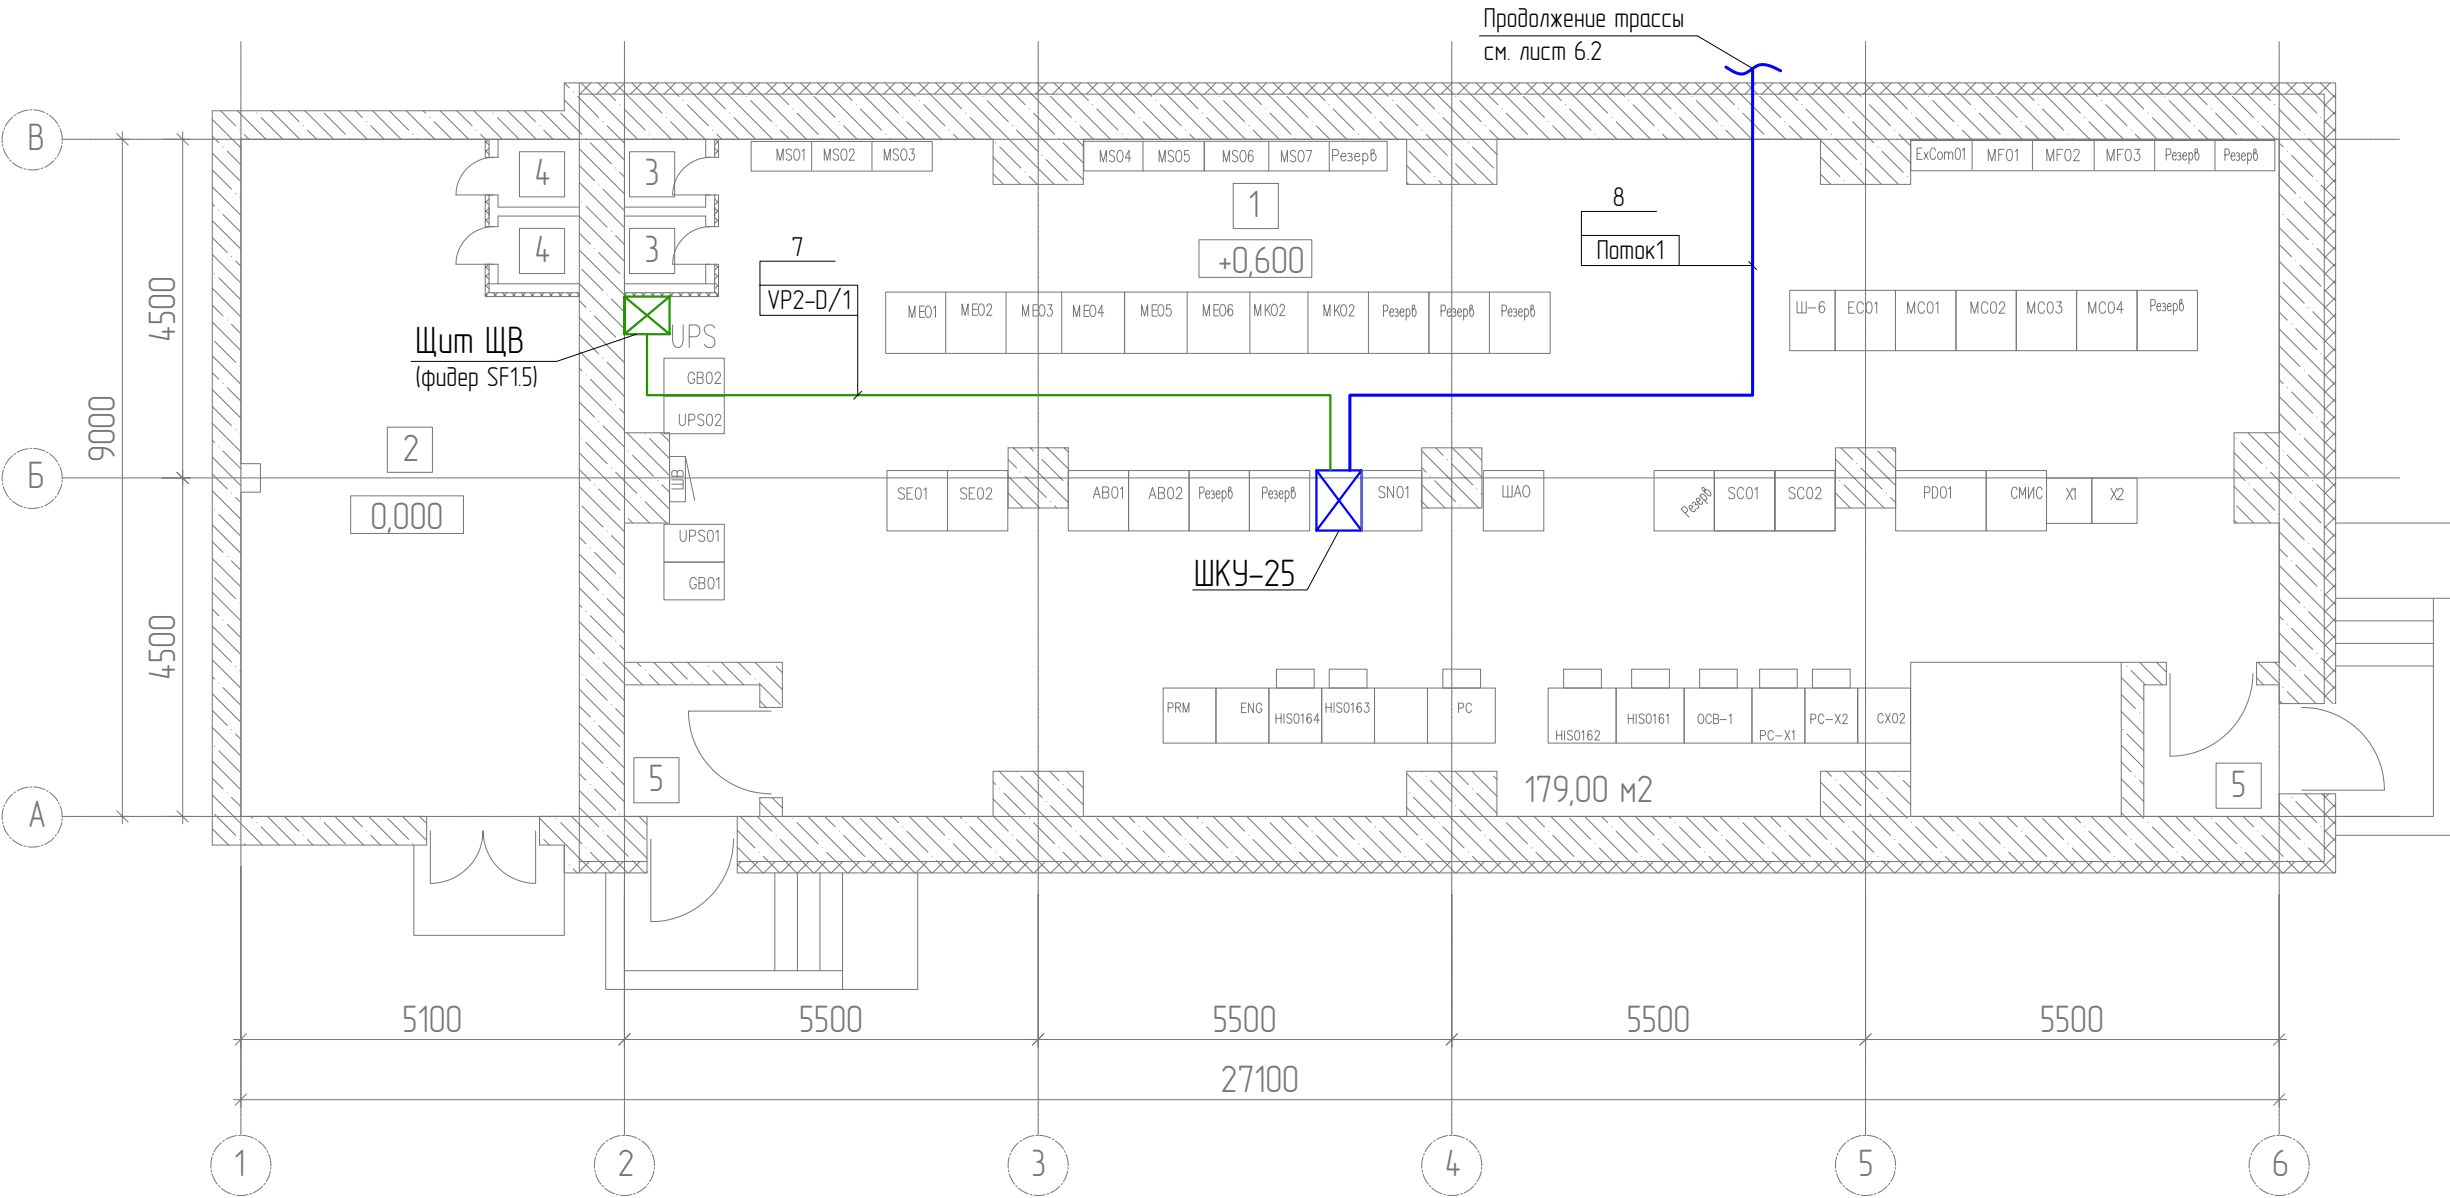 Продолжение трассы
см. лист 6.2
В
4
3
MS01
MS02
MS03
MS04
MS05
MS06
MS07
Резерв
ExCom01
MF01
MF02
MF03
Резерв
Резерв
1
8
4
3
7
+0,600
Поток1
VP2-D/1
4500
ME01
ME02
ME03
ME04
ME05
ME06
MK02
MK02
Резерв
Резерв
Резерв
Ш-6
EC01
MC01
MC02
MC03
MC04
Резерв
Щит ЩВ
(фидер SF1.5)
UPS
GB02
UPS02
9000
2
Б
ШВ
SE01
SE02
AB01
AB02
Резерв
Резерв
SN01
ШАО
Резерв
SC01
SC02
PD01
СМИС
X1
X2
0,000
UPS01
GB01
ШКУ-25
4500
PRM
ENG
HIS0164
HIS0163
PC
HIS0162
HIS0161
ОСВ-1
PC-X1
PC-X2
CX02
5
179,00 м2
5
А
5100
5500
5500
5500
5500
27100
1
2
3
4
5
6